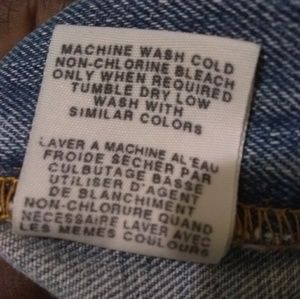 MACHINE WASH COLD
NON-CHLORINE BLEACH
ONLY WHEN REQUIRED
TUMBLE DRY LOW
WASH WITH
SIMILAR COLORS
LAVER A MACHINE AL'EAU
FROIDE SECHER PAR
CULBUTAGE BASSE
UTILISER D'AGENT
DE BLANCHIMENT
NON-CHLORURE QUAND
NECESSAIRE LAVER AVEC
LES MEMES COULOURS